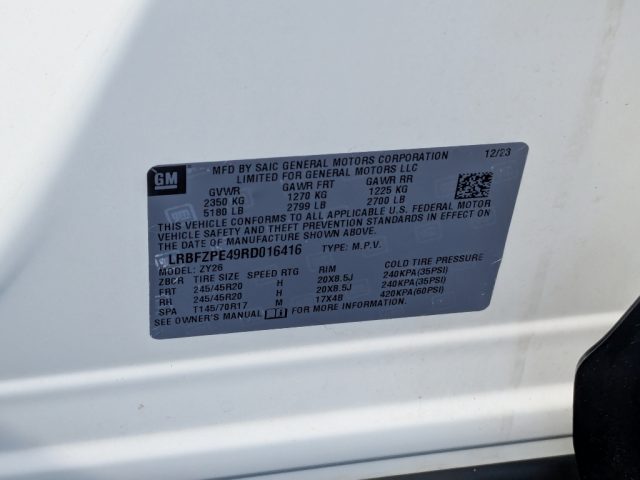 GM
MFD BY SAIC GENERAL MOTORS CORPORATION 12/23
LIMITED FOR GENERAL MOTORS LLC
GVWR GAWR FRT GAWR RR
2350 KG 1270 KG 1225 KG
5180 LB 2799 LB 2700 LB
THIS VEHICLE CONFORMS TO ALL APPLICABLE U.S. FEDERAL MOTOR
VEHICLE SAFETY AND THEFT PREVENTION STANDARDS IN EFFECT ON
THE DATE OF MANUFACTURE SHOWN ABOVE.
LRBFZPE49RD016416 TYPE: M.P.V.
MODEL: ZY26
ZBCR TIRE SIZE SPEED RTG RIM COLD TIRE PRESSURE
FRT 245/45R20 H 20X8.5J 240KPA(35PSI)
RR 245/45R20 H 20X8.5J 240KPA(35PSI)
SPA T145/70R17 M 17X4B 420KPA(60PSI)
SEE OWNER'S MANUAL FOR MORE INFORMATION.